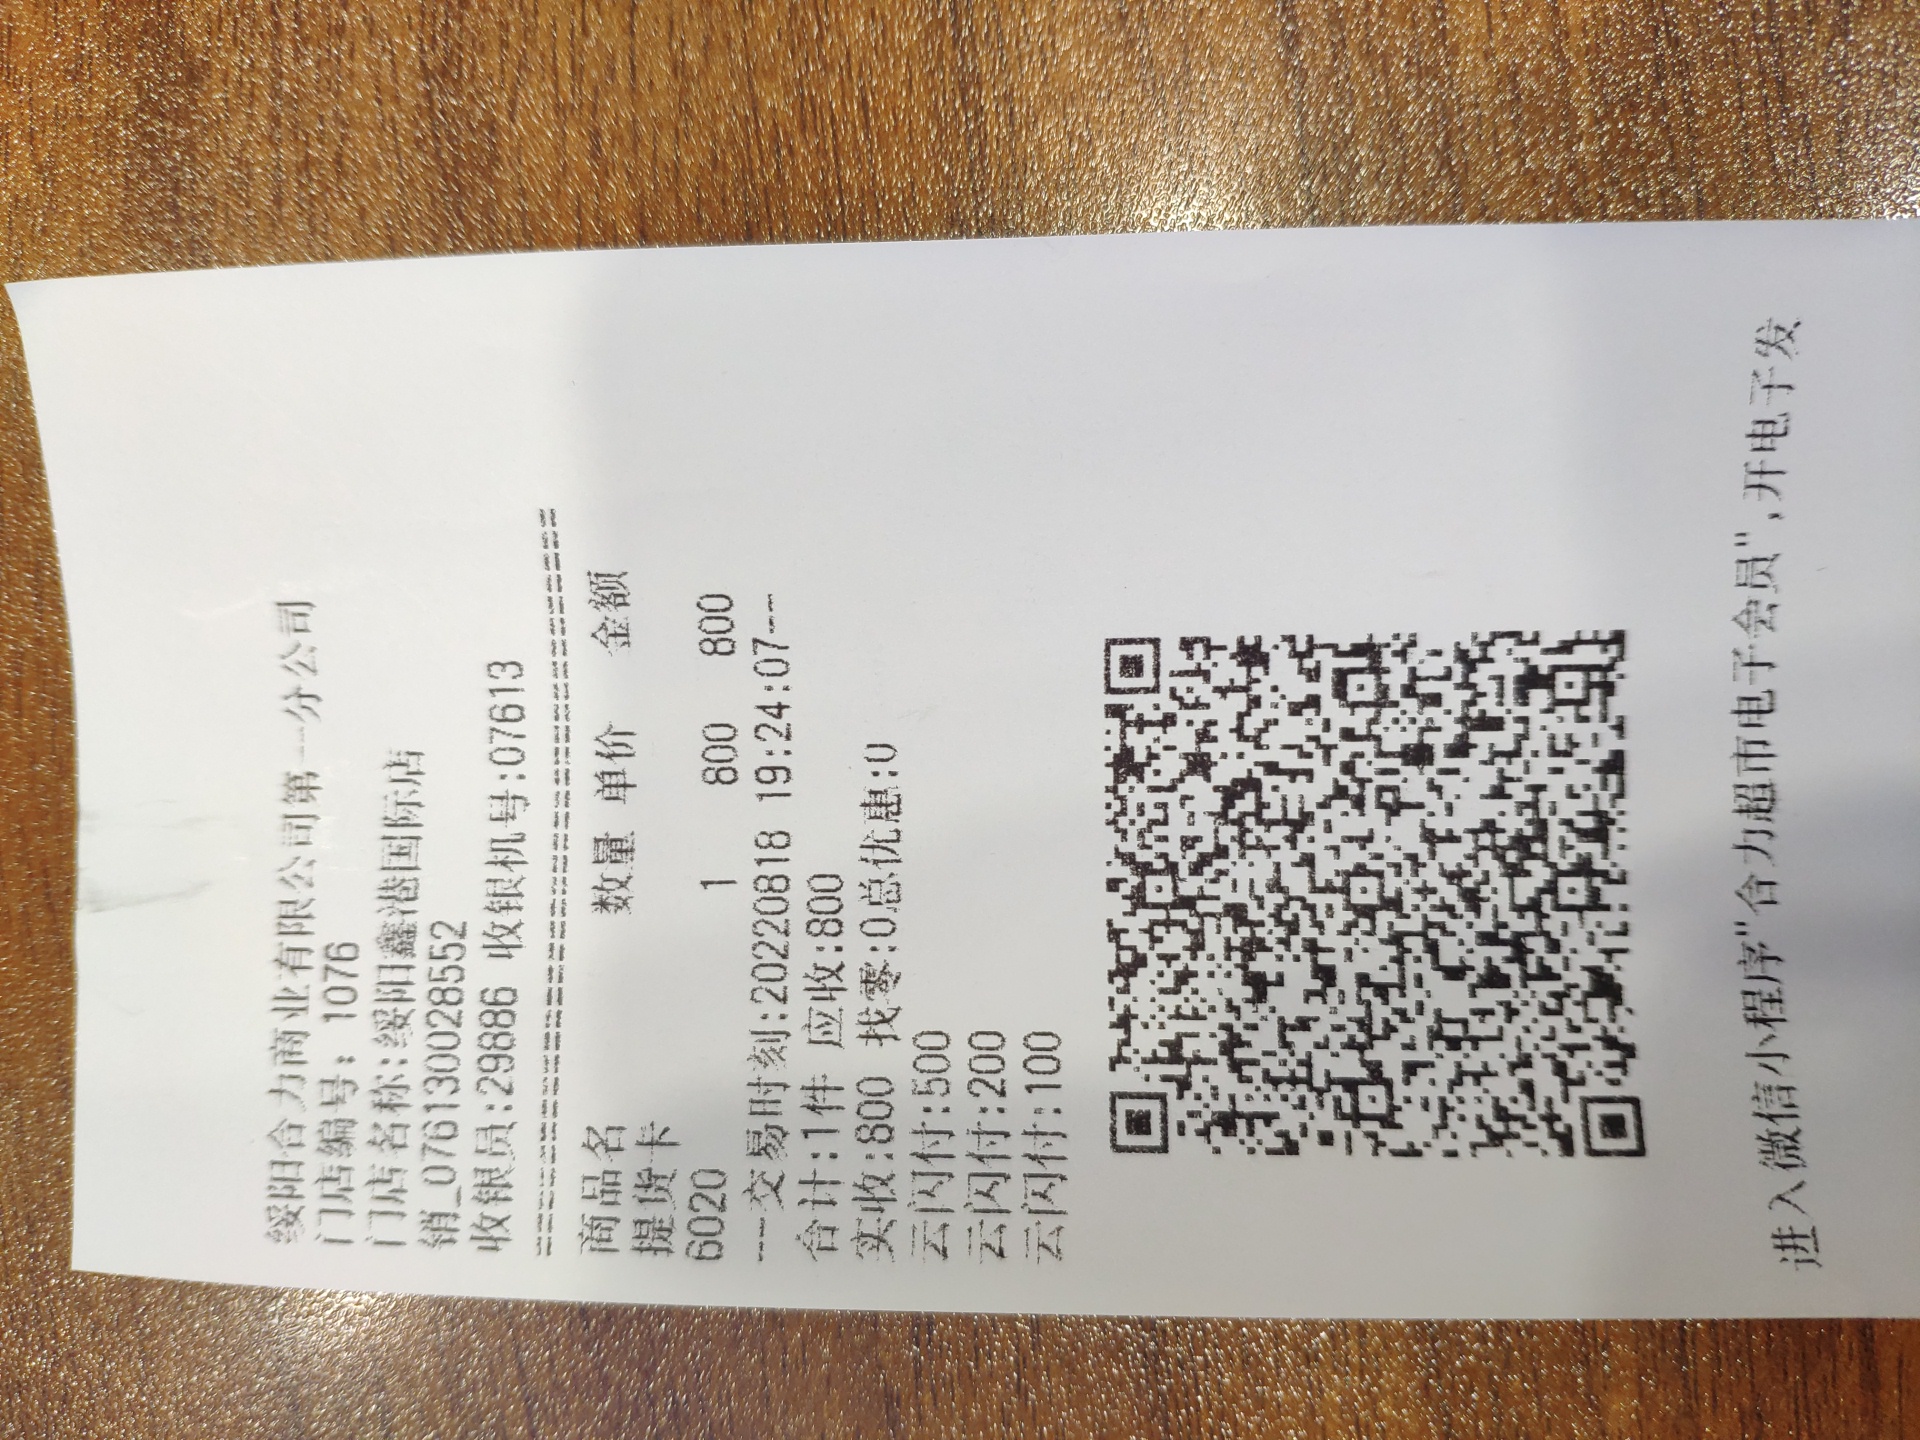 绥阳合力商业有限公司第一分公司
门店编号: 1076
门店名称:绥阳鑫港国际店
销_076130028552
收银员:29886 收银机号:07613
商品名 数量 单价 金额
提货卡
6020 1 800 800
---交易时刻:20220818 19:24:07---
合计:1件 应收:800
实收:800 找零:0总优惠:0
云闪付:500
云闪付:200
云闪付:100
进入微信小程序"合力超市电子会员",开电子发